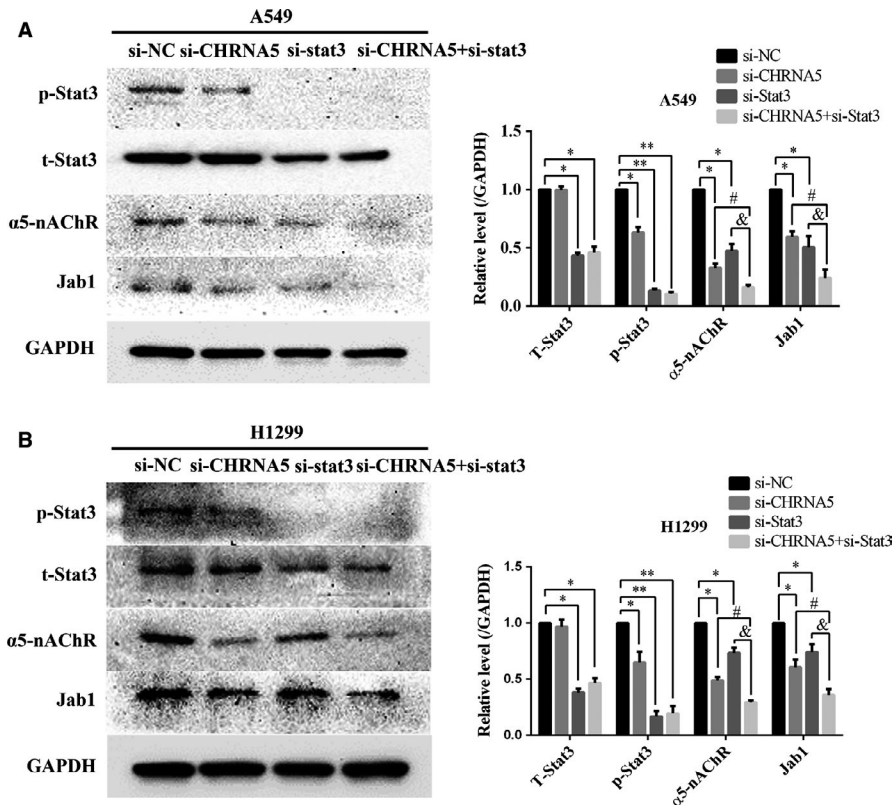 A
A549
si-NC si-CHRNA5 si-stat3 si-CHRNA5+si-stat3
p-Stat3
t-Stat3
α5-nAChR
Jab1
GAPDH
si-NC
si-CHRNA5
si-Stat3
si-CHRNA5+si-Stat3
A549
Relative level (/GAPDH)
1.5
1.0
0.5
0.0
* * ** ** * * * # & * * # &
T-Stat3
p-Stat3
α5-nAChR
Jab1
B
H1299
si-NC si-CHRNA5 si-stat3 si-CHRNA5+si-stat3
p-Stat3
t-Stat3
α5-nAChR
Jab1
GAPDH
si-NC
si-CHRNA5
si-Stat3
si-CHRNA5+si-Stat3
H1299
Relative level (/GAPDH)
1.5
1.0
0.5
0.0
* * ** ** * * * # & * * # &
T-Stat3
p-Stat3
α5-nAChR
Jab1